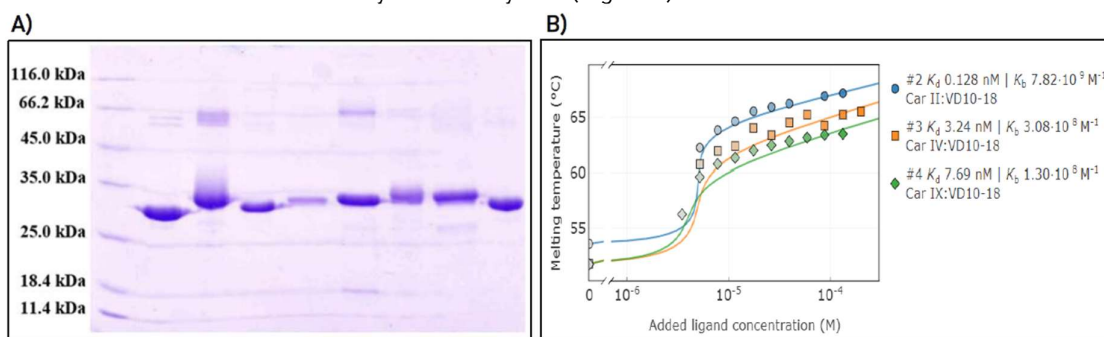 A)
B)
116.0 kDa
66.2 kDa
45.0 kDa
35.0 kDa
25.0 kDa
18.4 kDa
11.4 kDa
Melting temperature (°C)
65
60
55
0
10⁻⁶
10⁻⁵
10⁻⁴
Added ligand concentration (M)
#2 Kd 0.128 nM | Kb 7.82·10⁹ M⁻¹
Car II:VD10-18
#3 Kd 3.24 nM | Kb 3.08·10⁸ M⁻¹
Car IV:VD10-18
#4 Kd 7.69 nM | Kb 1.30·10⁸ M⁻¹
Car IX:VD10-18